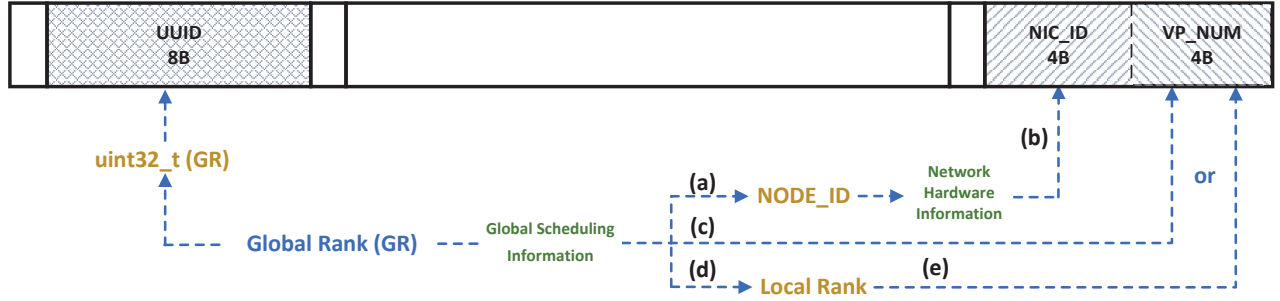 UUID
8B
NIC_ID
4B
VP_NUM
4B
(b)
uint32_t (GR)
(a)
NODE_ID
Network
Hardware
Information
or
Global Rank (GR)
Global Scheduling
Information
(c)
(d)
Local Rank
(e)